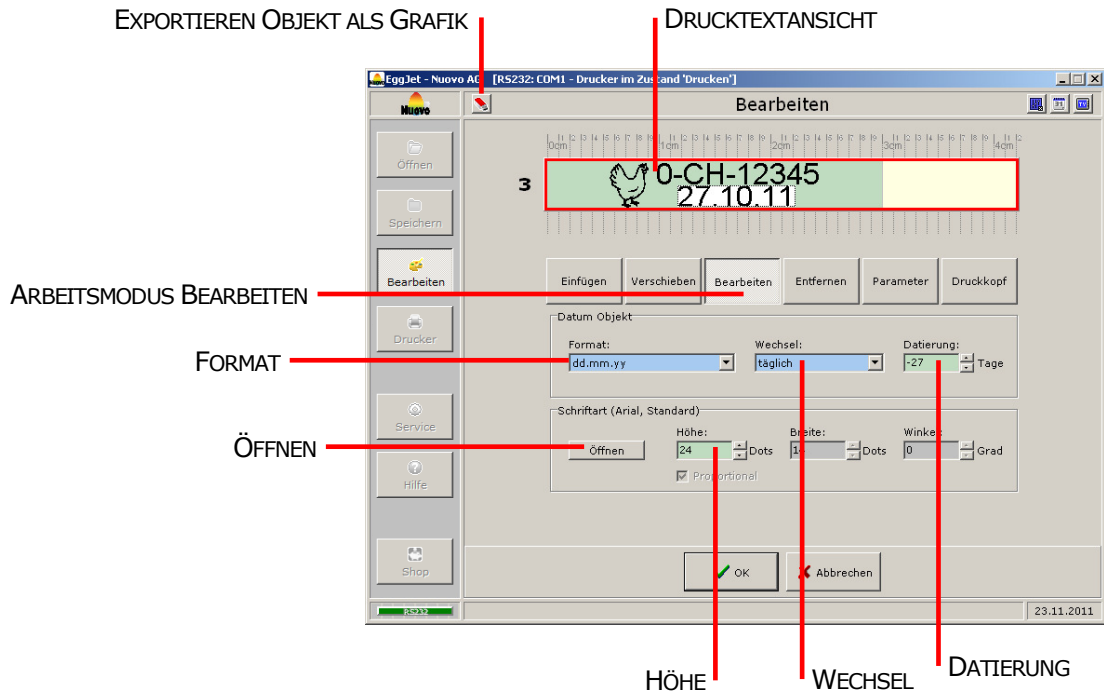 EXPORTIEREN OBJEKT ALS GRAFIK
DRUCKTEXTANSICHT
EggJet - Nuovo AG [RS232: COM1 - Drucker im Zustand 'Drucken']
Nuovo
Bearbeiten
0cm 1cm 2cm 3cm 4cm
Öffnen
3
0-CH-12345
27.10.11
Speichern
Bearbeiten
Einfügen Verschieben Bearbeiten Entfernen Parameter Druckkopf
ARBEITSMODUS BEARBEITEN
Datum Objekt
Drucker
Format: Wechsel: Datierung:
FORMAT
dd.mm.yy täglich -27 Tage
Schriftart (Arial, Standard)
Service
Höhe: Breite: Winkel:
ÖFFNEN
Öffnen 24 Dots Dots 0 Grad
Hilfe
Proportional
Shop
OK Abbrechen
RS232
23.11.2011
HÖHE
WECHSEL
DATIERUNG